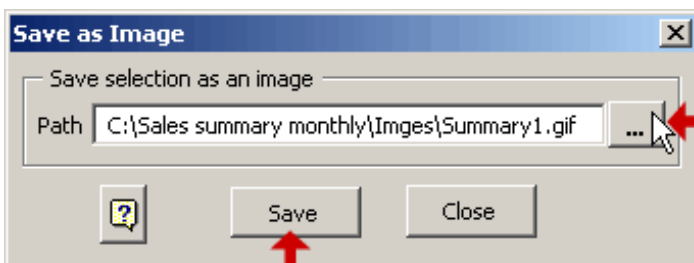 Save as Image
Save selection as an image
Path C:\Sales summary monthly\Imges\Summary1.gif ...
? Save Close